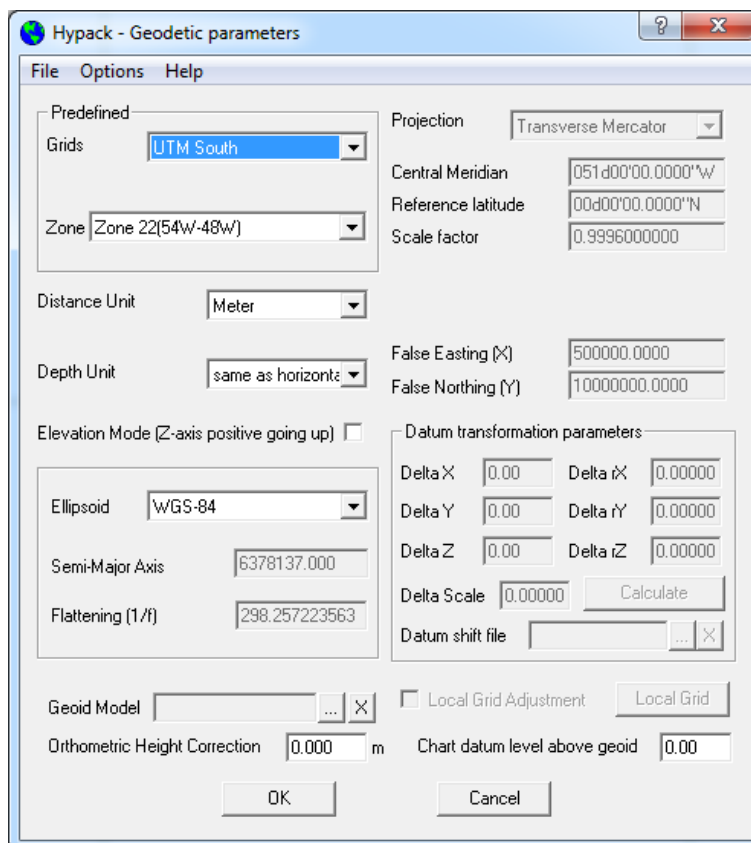 Hypack - Geodetic parameters
File Options Help
Predefined
Grids UTM South
Zone Zone 22(54W-48W)
Projection Transverse Mercator
Central Meridian 051d00'00.0000"W
Reference latitude 00d00'00.0000"N
Scale factor 0.9996000000
Distance Unit Meter
Depth Unit same as horizonta
False Easting (X) 500000.0000
False Northing (Y) 10000000.0000
Elevation Mode (Z-axis positive going up)
Ellipsoid WGS-84
Semi-Major Axis 6378137.000
Flattening (1/f) 298.257223563
Datum transformation parameters
Delta X 0.00 Delta rX 0.00000
Delta Y 0.00 Delta rY 0.00000
Delta Z 0.00 Delta rZ 0.00000
Delta Scale 0.00000 Calculate
Datum shift file ... X
Geoid Model ... X
Local Grid Adjustment Local Grid
Orthometric Height Correction 0.000 m
Chart datum level above geoid 0.00
OK Cancel